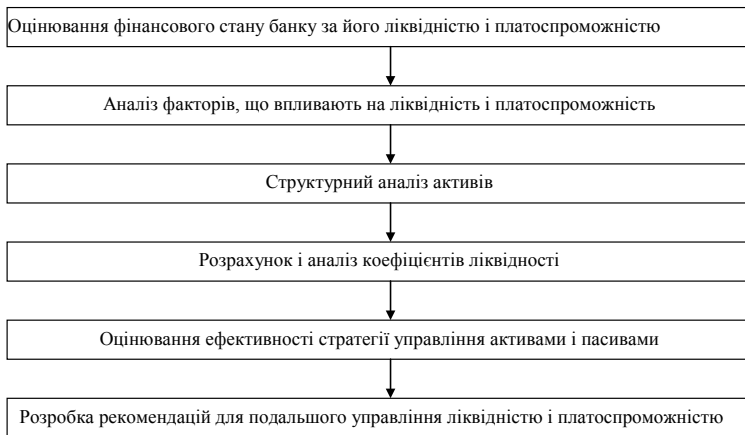 Оцінювання фінансового стану банку за його ліквідністю і платоспроможністю
Аналіз факторів, що впливають на ліквідність і платоспроможність
Структурний аналіз активів
Розрахунок і аналіз коефіцієнтів ліквідності
Оцінювання ефективності стратегії управління активами і пасивами
Розробка рекомендацій для подальшого управління ліквідністю і платоспроможністю